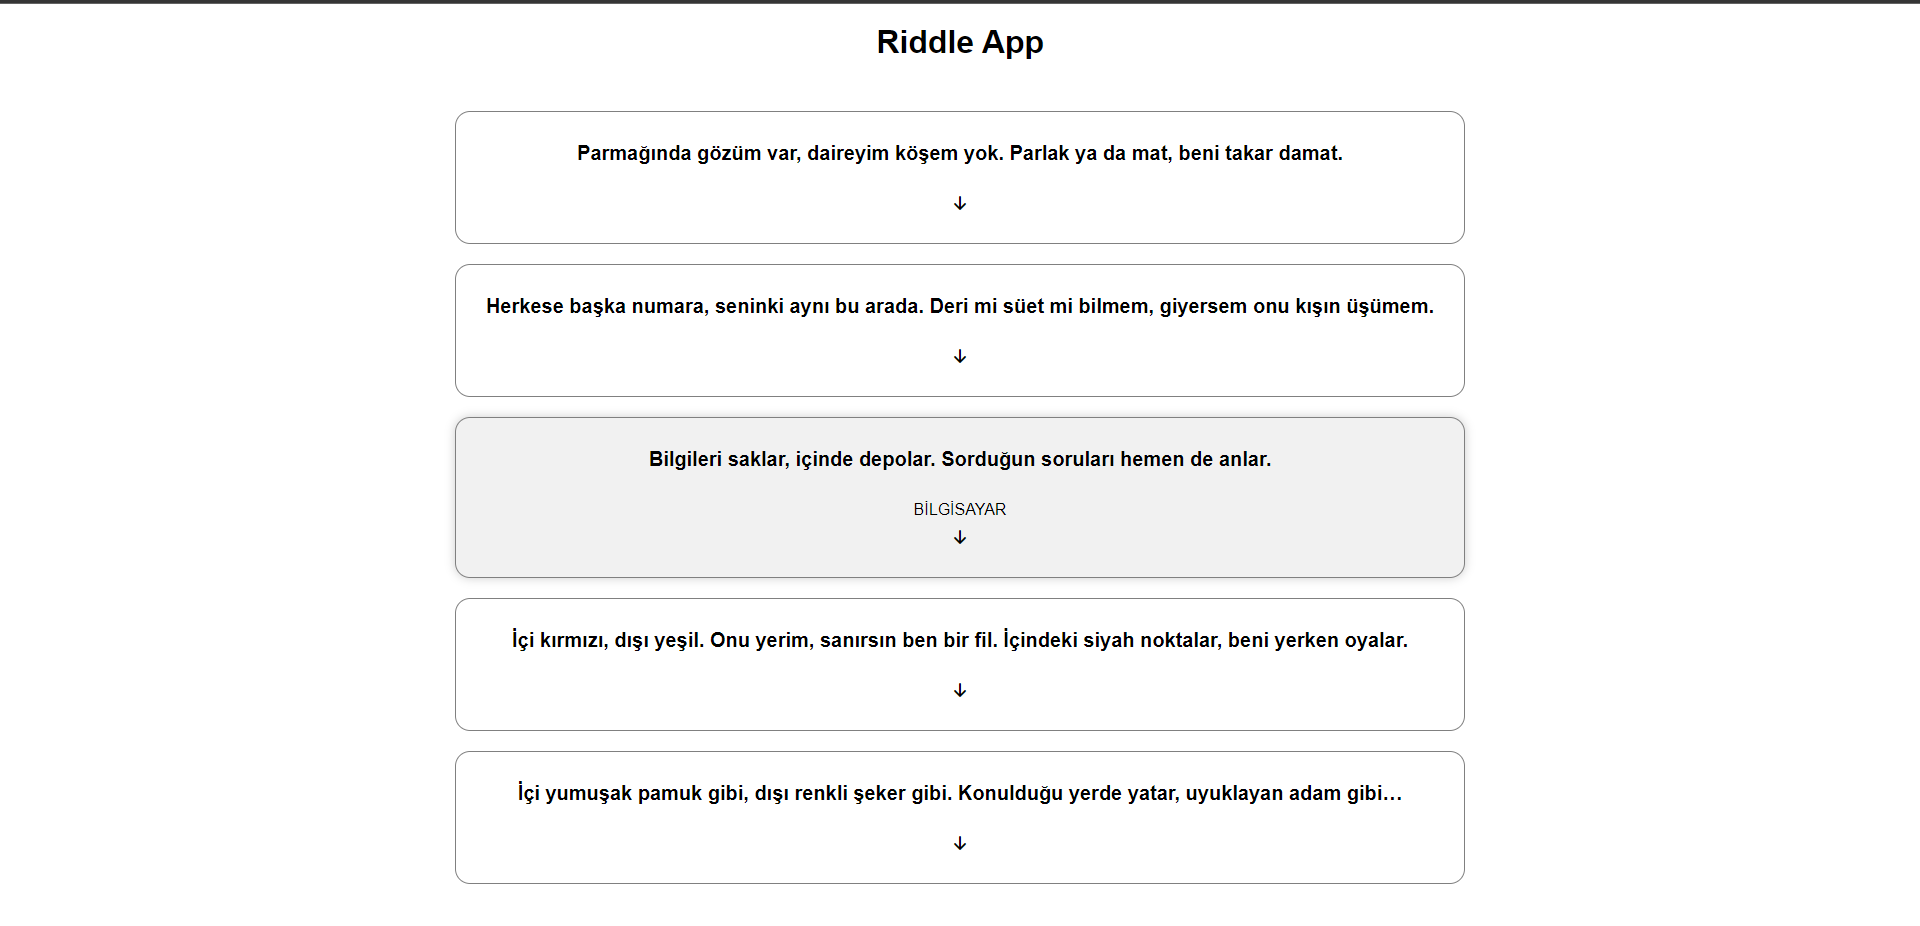 Riddle App
Parmağında gözüm var, daireyim köşem yok. Parlak ya da mat, beni takar damat.
Herkese başka numara, seninki aynı bu arada. Deri mi süet mi bilmem, giyersem onu kışın üşümem.
Bilgileri saklar, içinde depolar. Sorduğun soruları hemen de anlar.
BİLGİSAYAR
İçi kırmızı, dışı yeşil. Onu yerim, sanırsın ben bir fil. İçindeki siyah noktalar, beni yerken oyalar.
İçi yumuşak pamuk gibi, dışı renkli şeker gibi. Konulduğu yerde yatar, uyuklayan adam gibi…